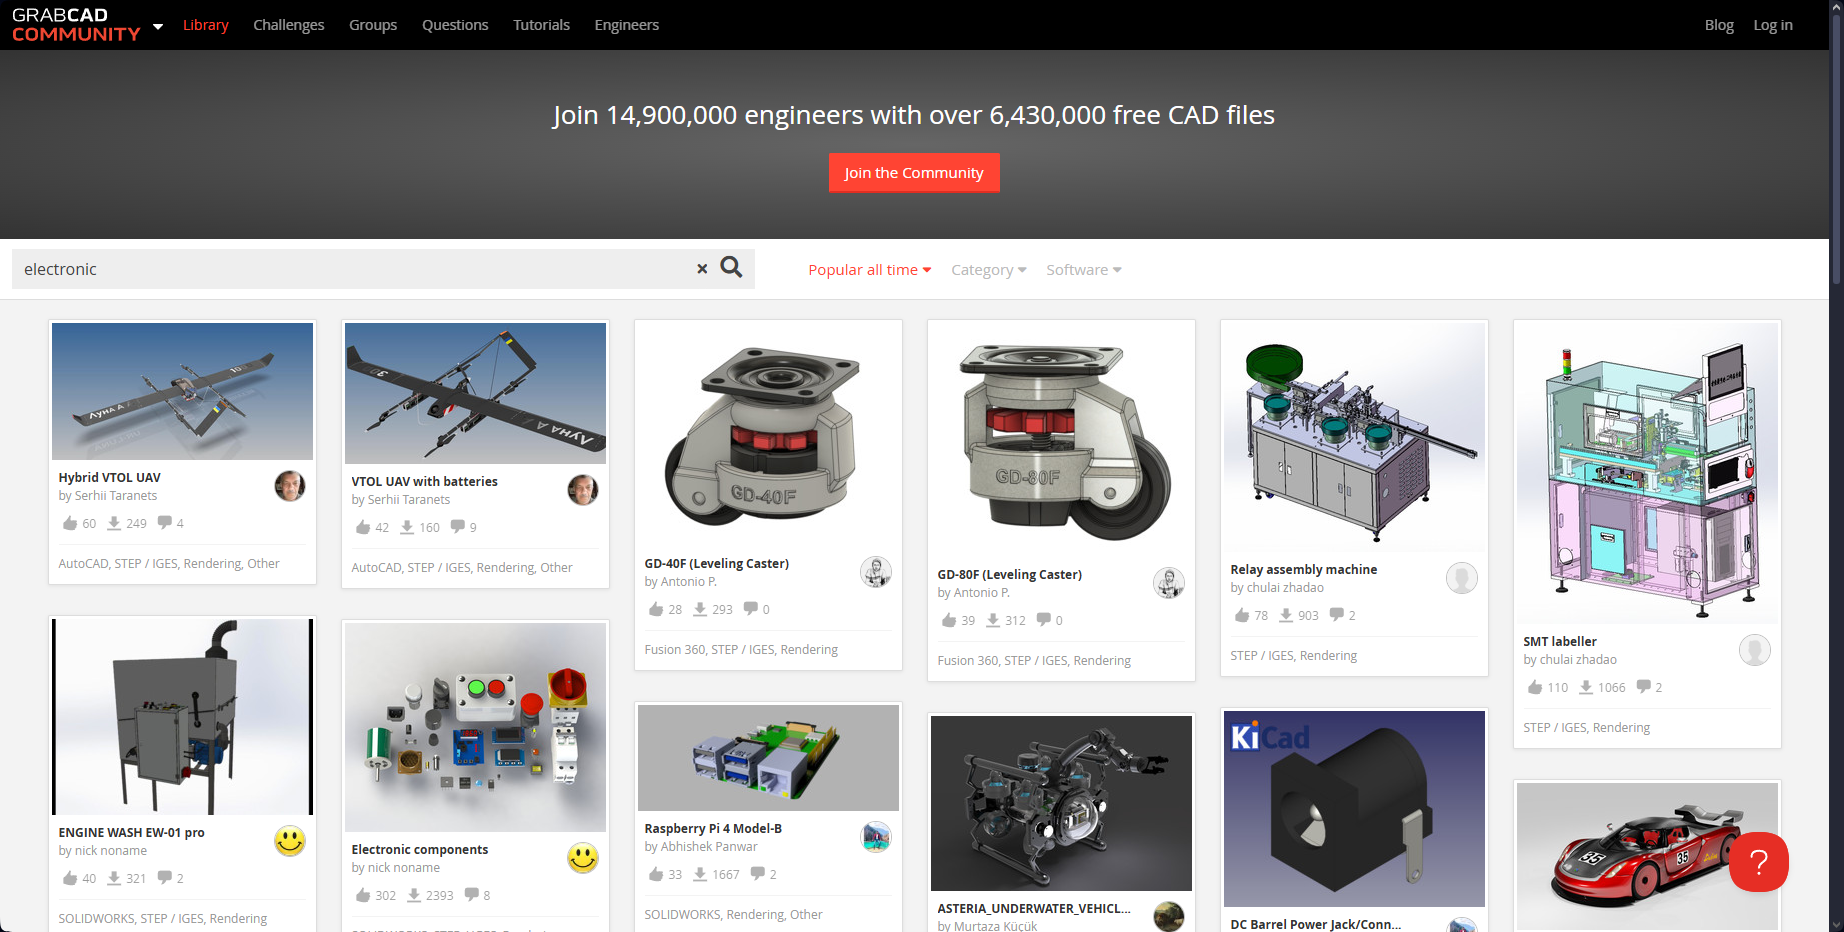 GRABCAD
COMMUNITY
Library
Challenges
Groups
Questions
Tutorials
Engineers
Blog
Log in
Join 14,900,000 engineers with over 6,430,000 free CAD files
Join the Community
electronic
Popular all time
Category
Software
Hybrid VTOL UAV
by Serhii Taranets
60 249 4
AutoCAD, STEP / IGES, Rendering, Other
VTOL UAV with batteries
by Serhii Taranets
42 160 9
AutoCAD, STEP / IGES, Rendering, Other
GD-40F
GD-40F (Leveling Caster)
by Antonio P.
28 293 0
Fusion 360, STEP / IGES, Rendering
GD-80F
GD-80F (Leveling Caster)
by Antonio P.
39 312 0
Fusion 360, STEP / IGES, Rendering
Relay assembly machine
by chulai zhadao
78 903 2
STEP / IGES, Rendering
SMT labeller
by chulai zhadao
110 1066 2
STEP / IGES, Rendering
ENGINE WASH EW-01 pro
by nick noname
40 321 2
SOLIDWORKS, STEP / IGES, Rendering
Electronic components
by nick noname
302 2393 8
Raspberry Pi 4 Model-B
by Abhishek Panwar
33 1667 2
SOLIDWORKS, Rendering, Other
ASTERIA_UNDERWATER_VEHICL...
by Murtaza Küçük
KiCad
DC Barrel Power Jack/Conn...
35
35
?